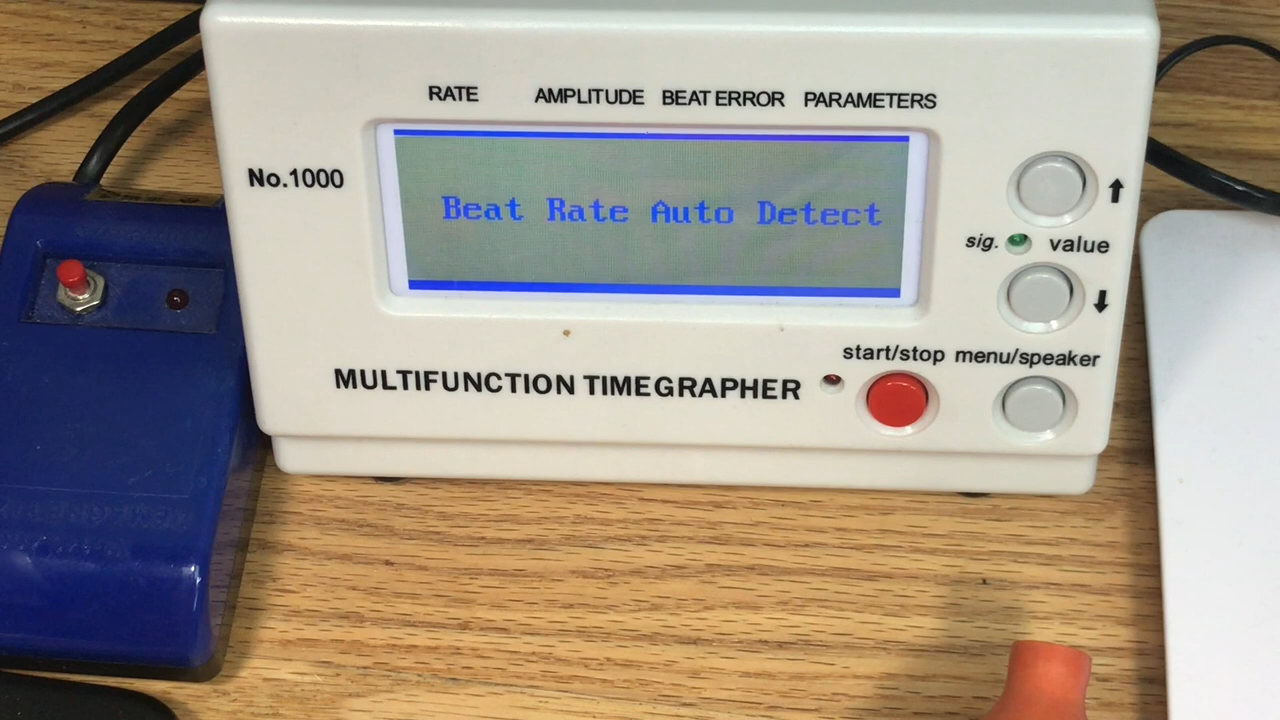 RATE AMPLITUDE BEAT ERROR PARAMETERS
No.1000
Beat Rate Auto Detect
sig. value
start/stop menu/speaker
MULTIFUNCTION TIMEGRAPHER